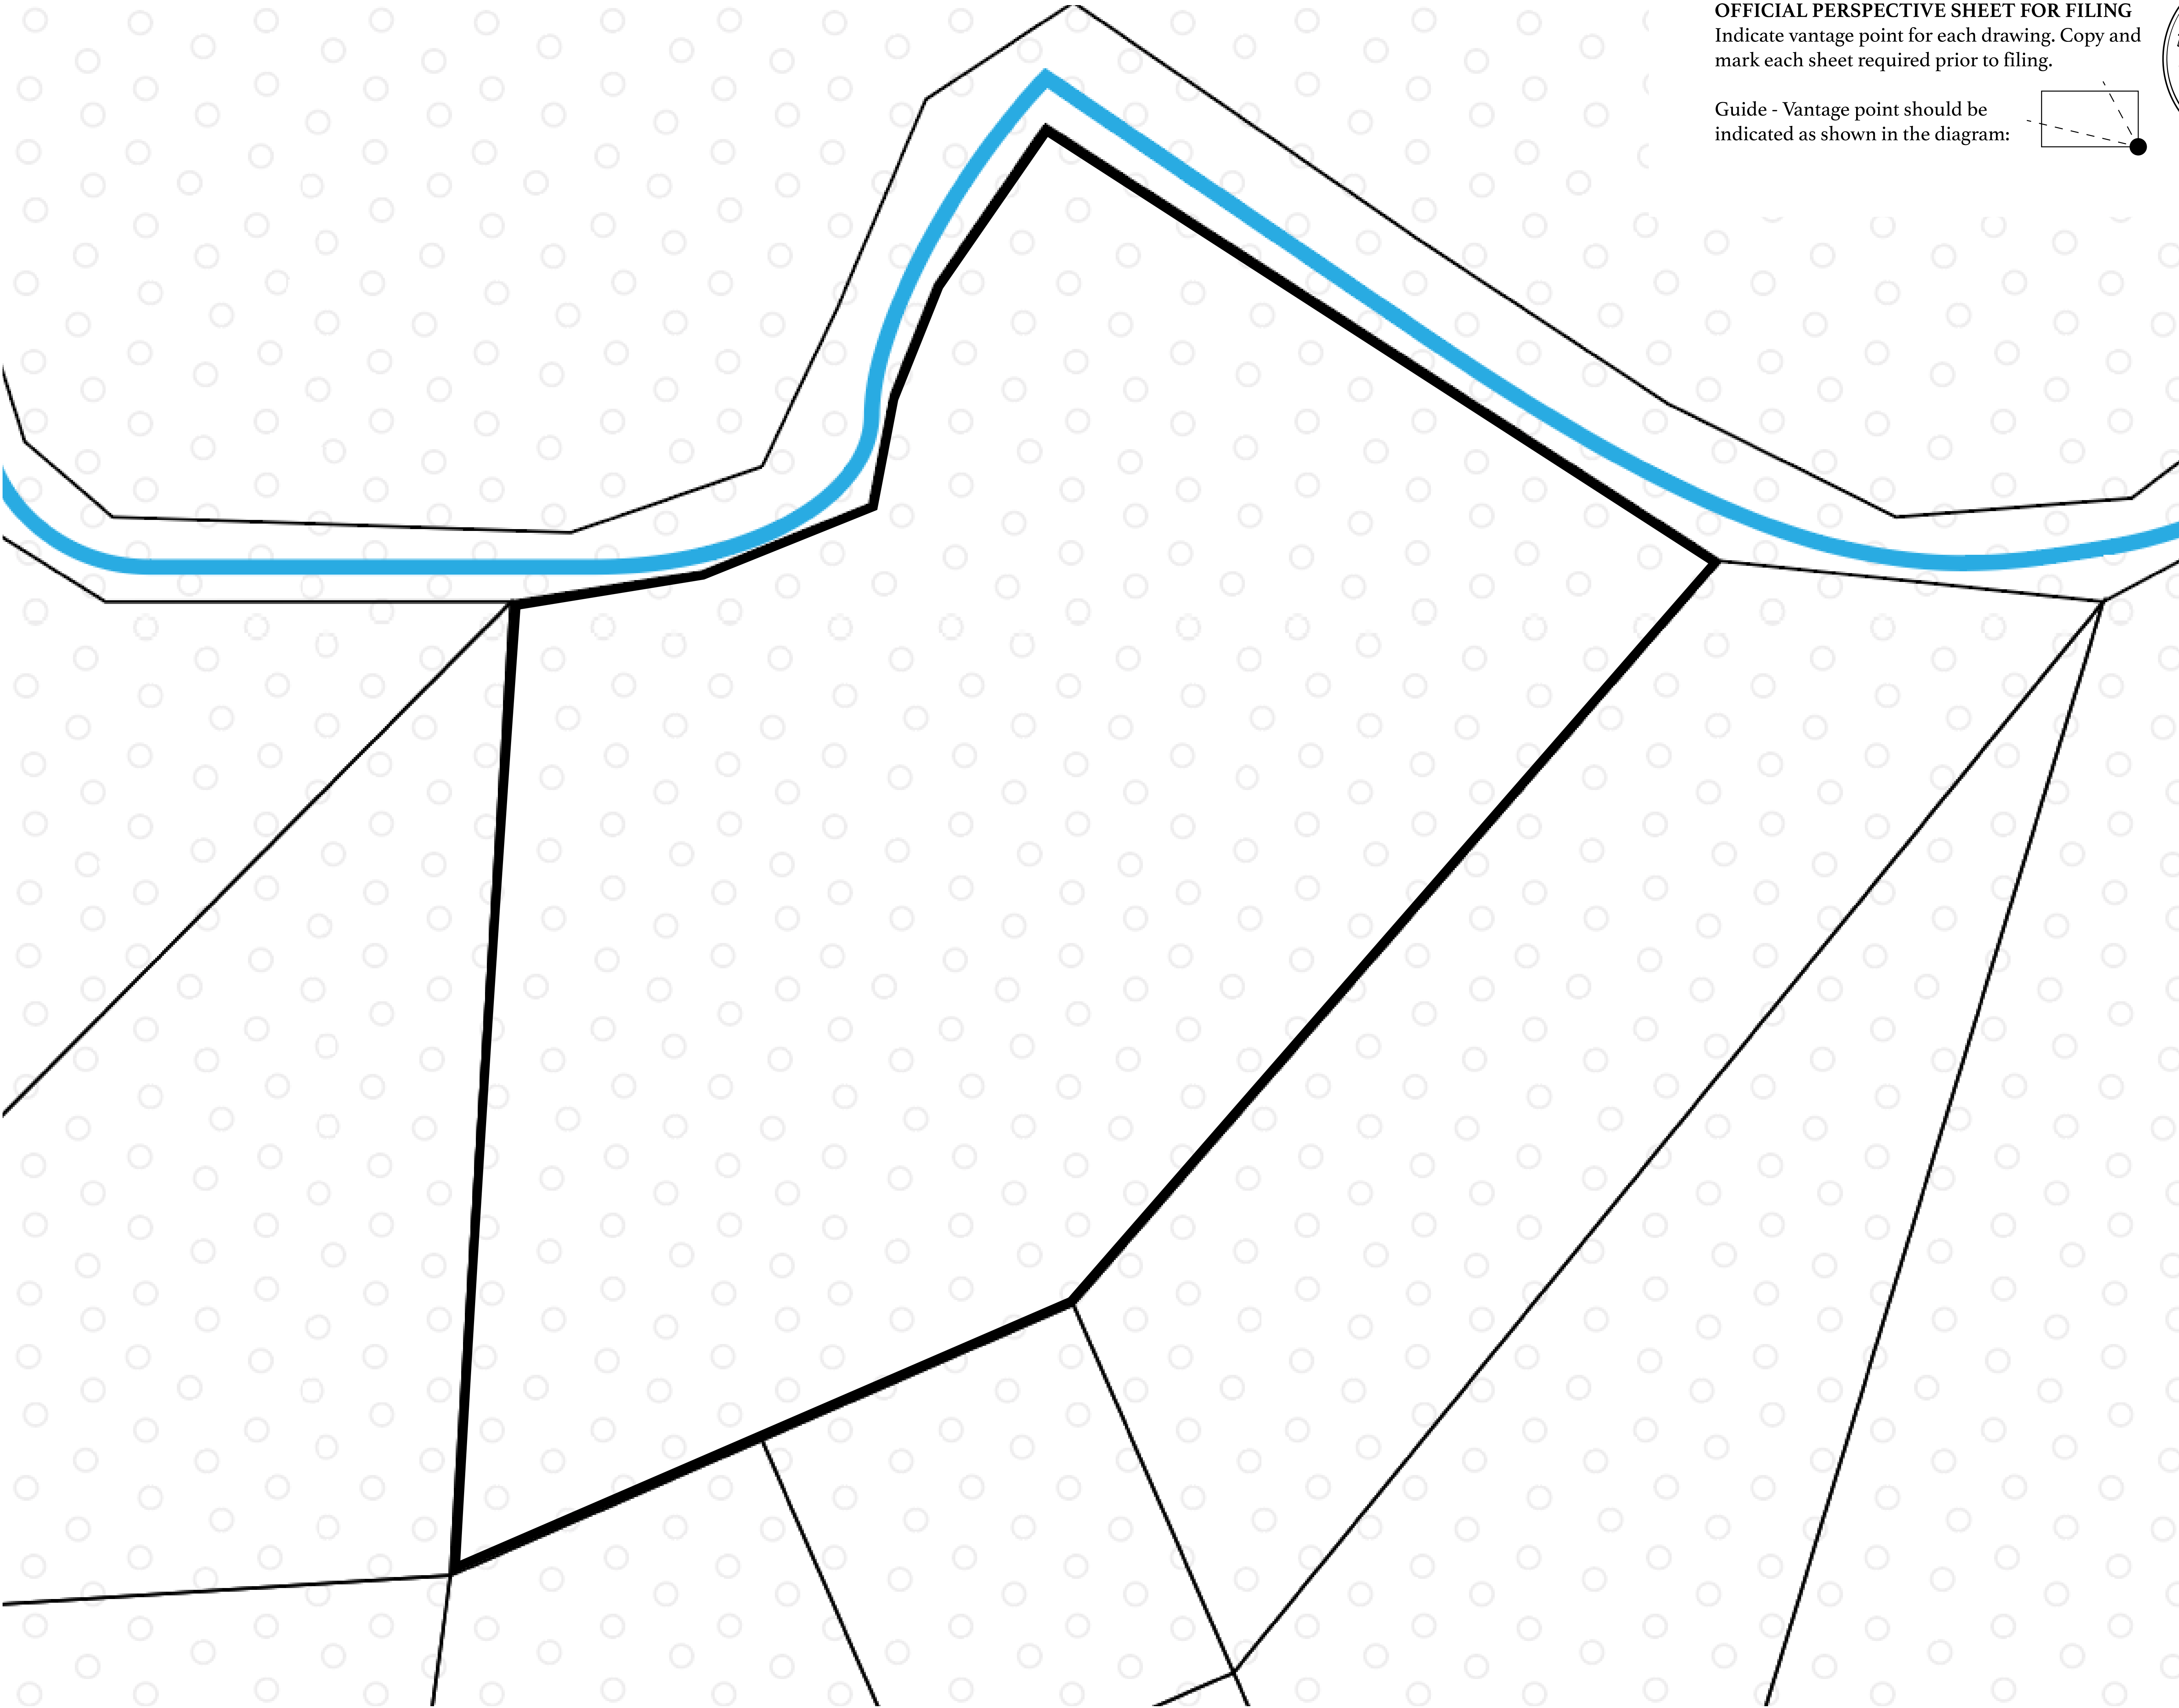 OFFICIAL PERSPECTIVE SHEET FOR FILING
Indicate vantage point for each drawing. Copy and
mark each sheet required prior to filing.
Guide - Vantage point should be
indicated as shown in the diagram: